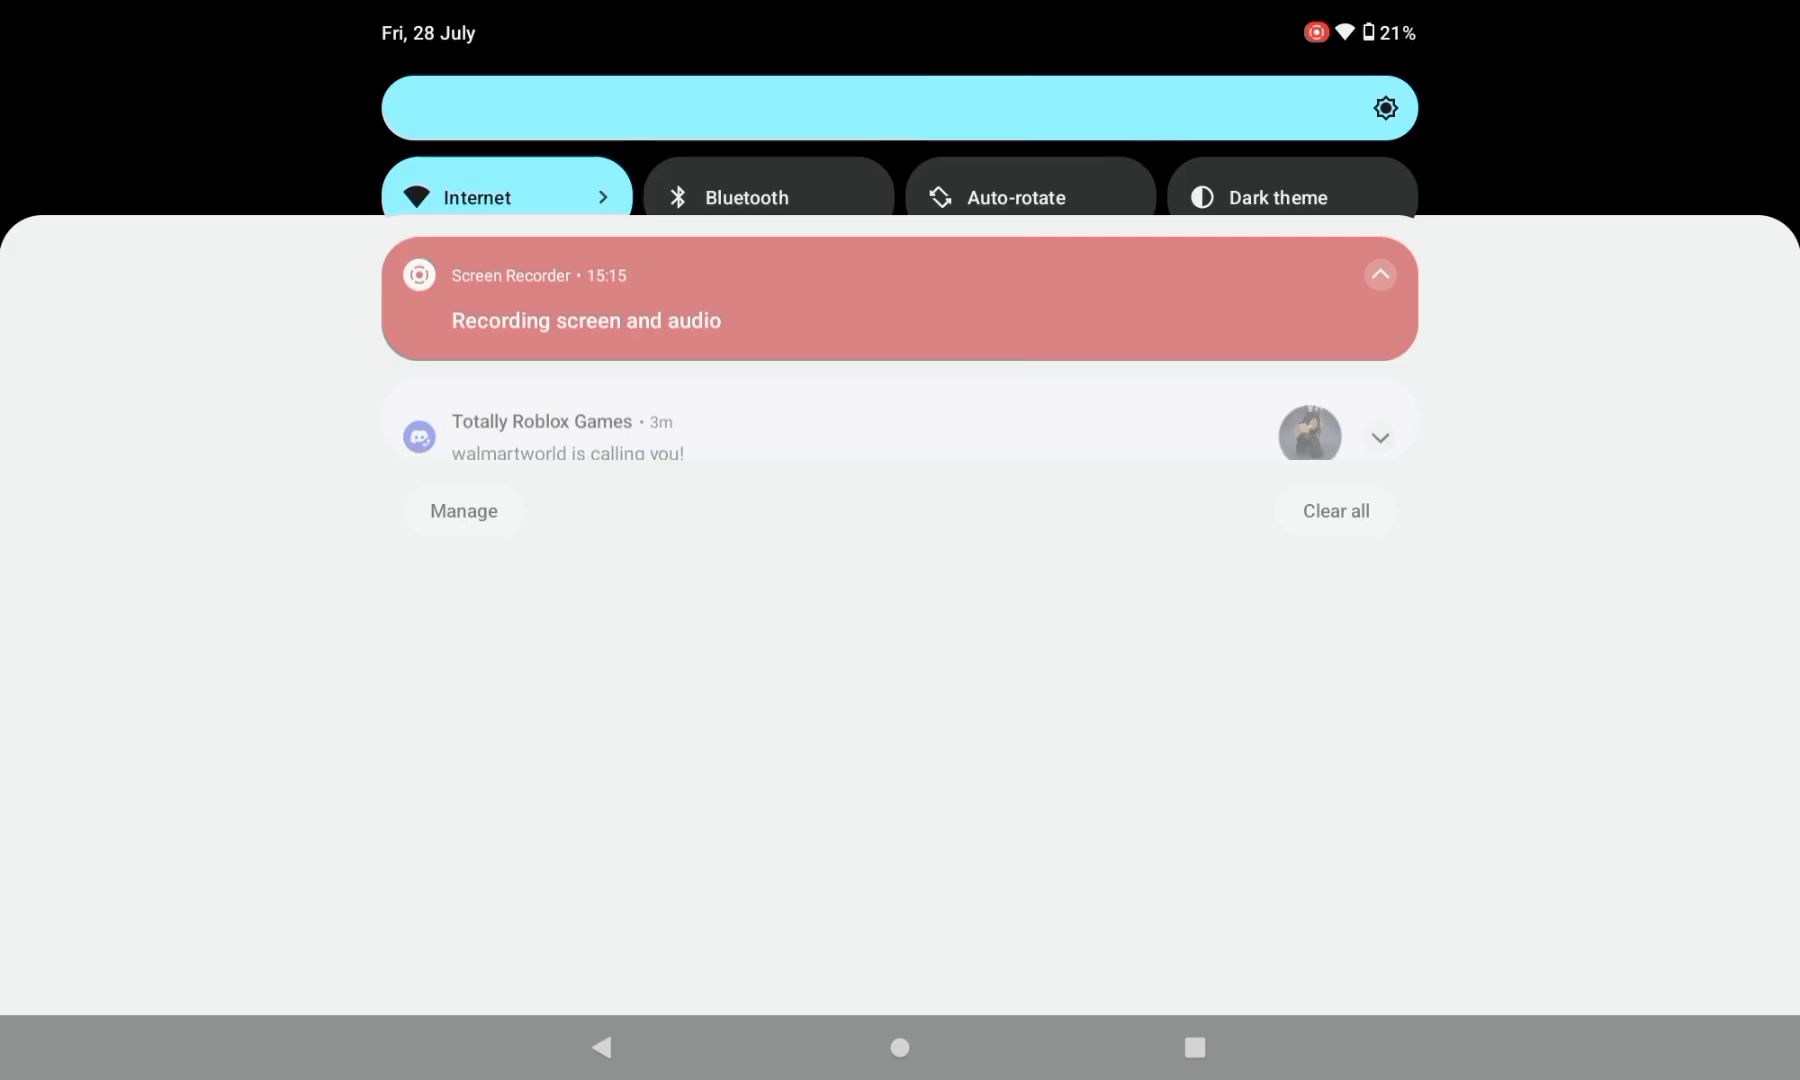 Fri, 28 July
21%
Internet
Bluetooth
Auto-rotate
Dark theme
Screen Recorder • 15:15
Recording screen and audio
Totally Roblox Games • 3m
walmartworld is calling you!
Manage
Clear all